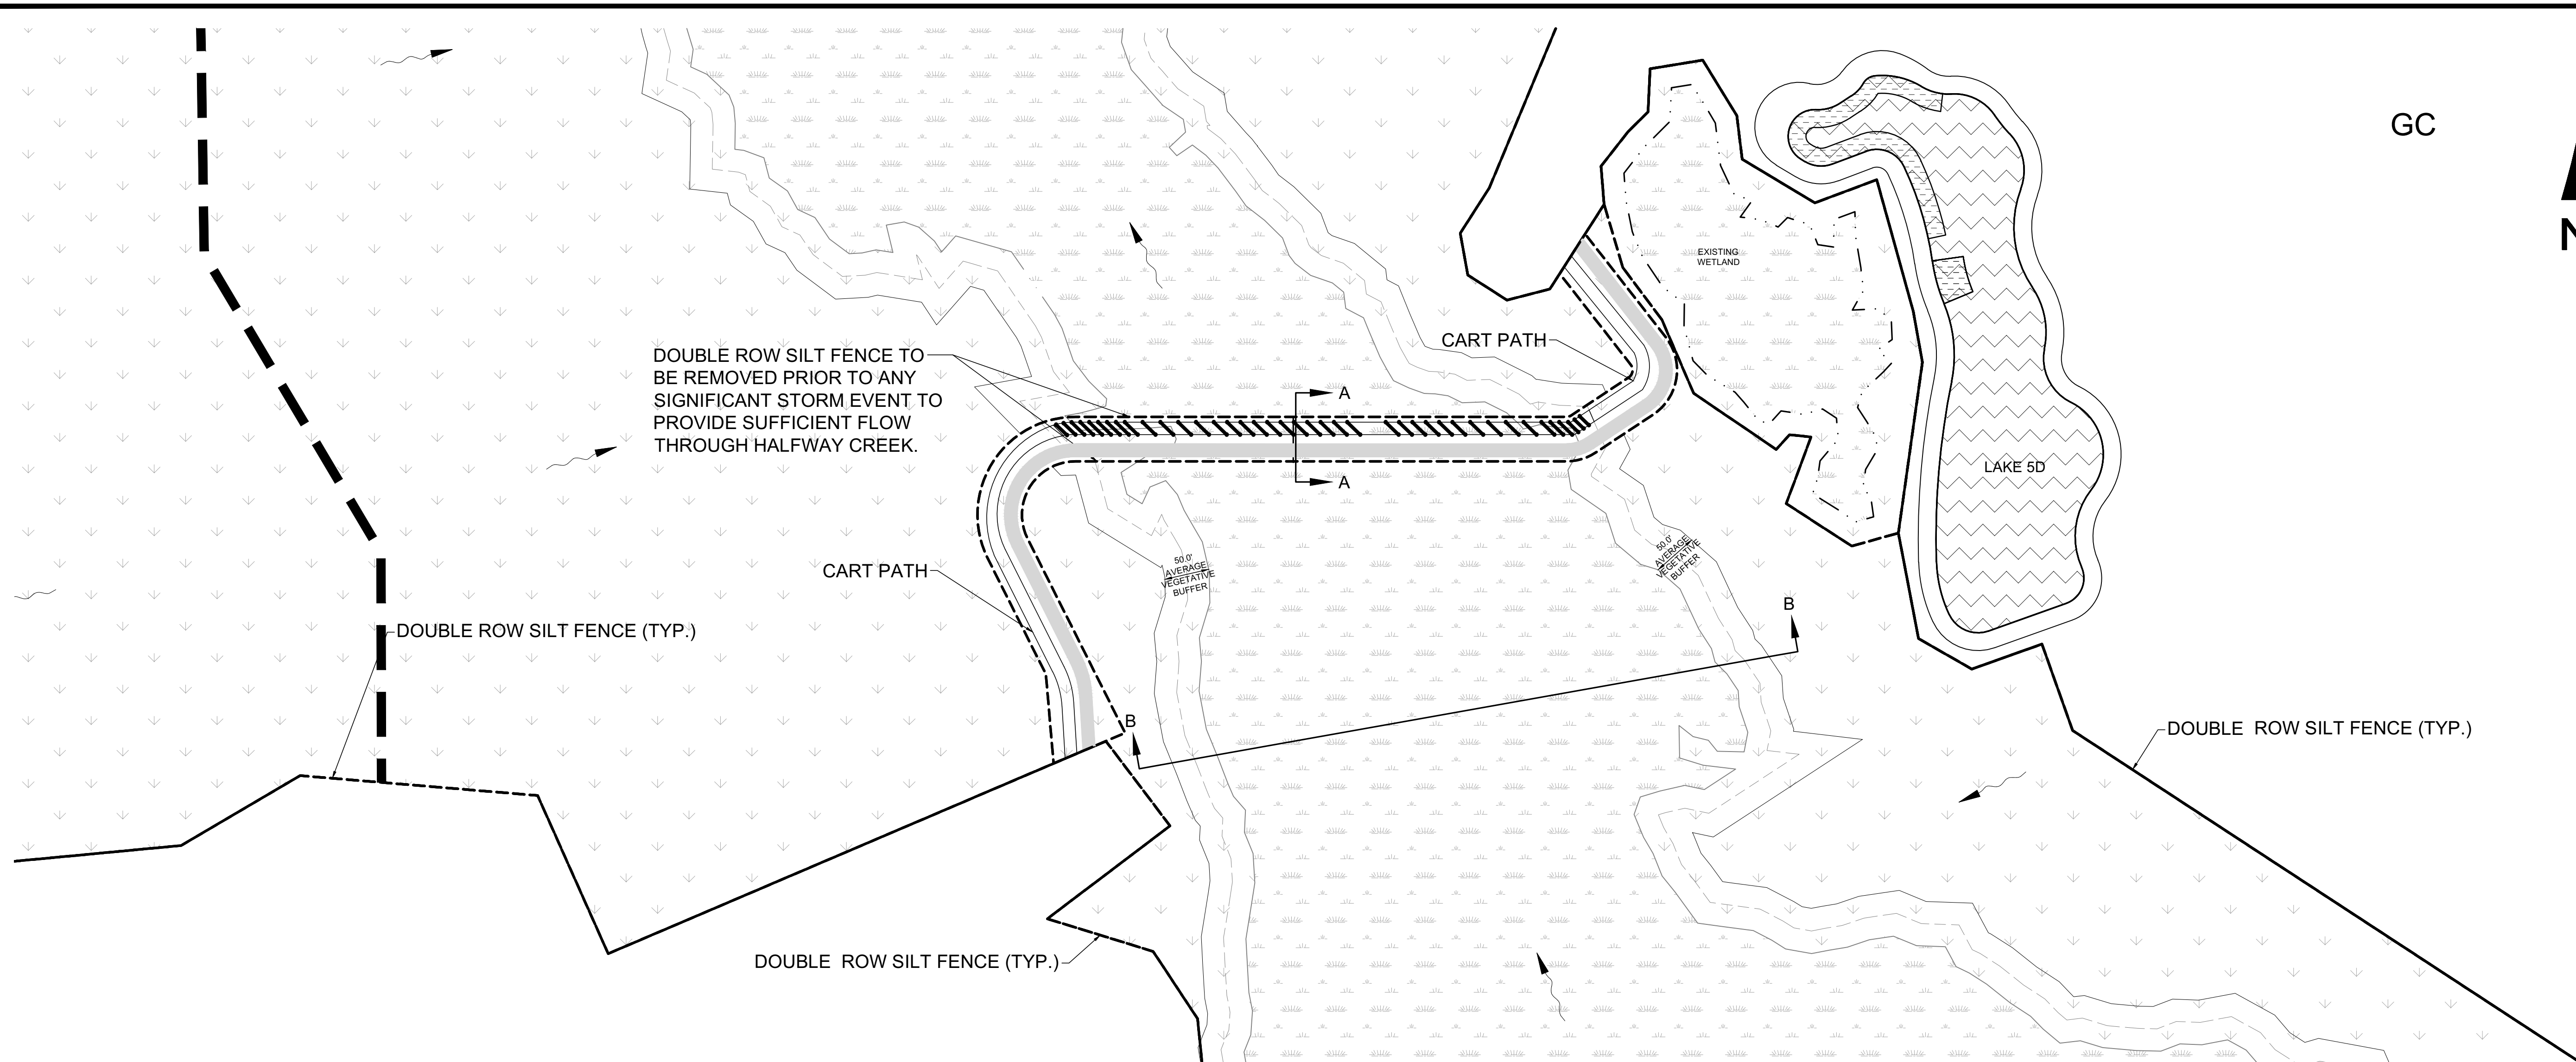 GC
N
EXISTING
WETLAND
CART PATH
DOUBLE ROW SILT FENCE TO
BE REMOVED PRIOR TO ANY
SIGNIFICANT STORM EVENT TO
PROVIDE SUFFICIENT FLOW
THROUGH HALFWAY CREEK.
A
A
LAKE 5D
50.0'
AVERAGE
VEGETATIVE
BUFFER
50.0'
AVERAGE
VEGETATIVE
BUFFER
CART PATH
B
DOUBLE ROW SILT FENCE (TYP.)
B
DOUBLE ROW SILT FENCE (TYP.)
DOUBLE ROW SILT FENCE (TYP.)